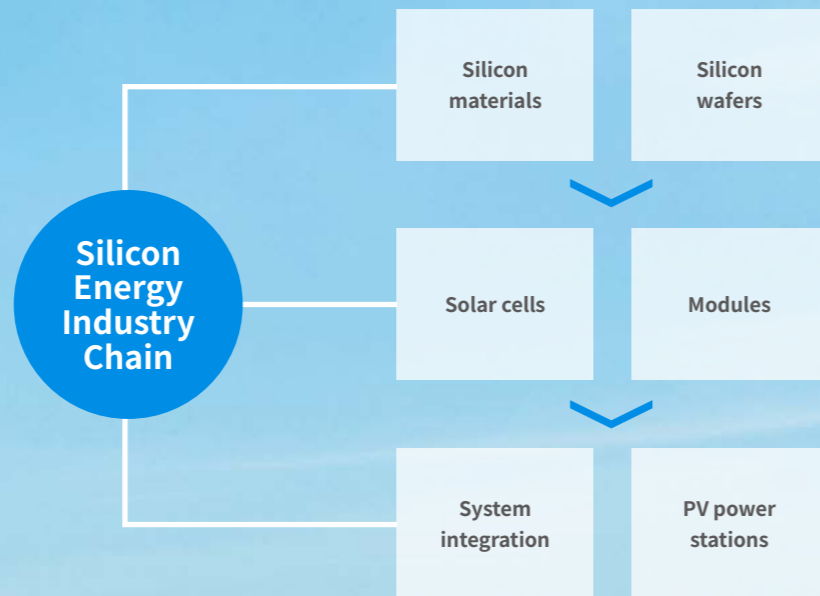 Silicon
materials
Silicon
wafers
Silicon
Energy
Industry
Chain
Solar cells
Modules
System
integration
PV power
stations